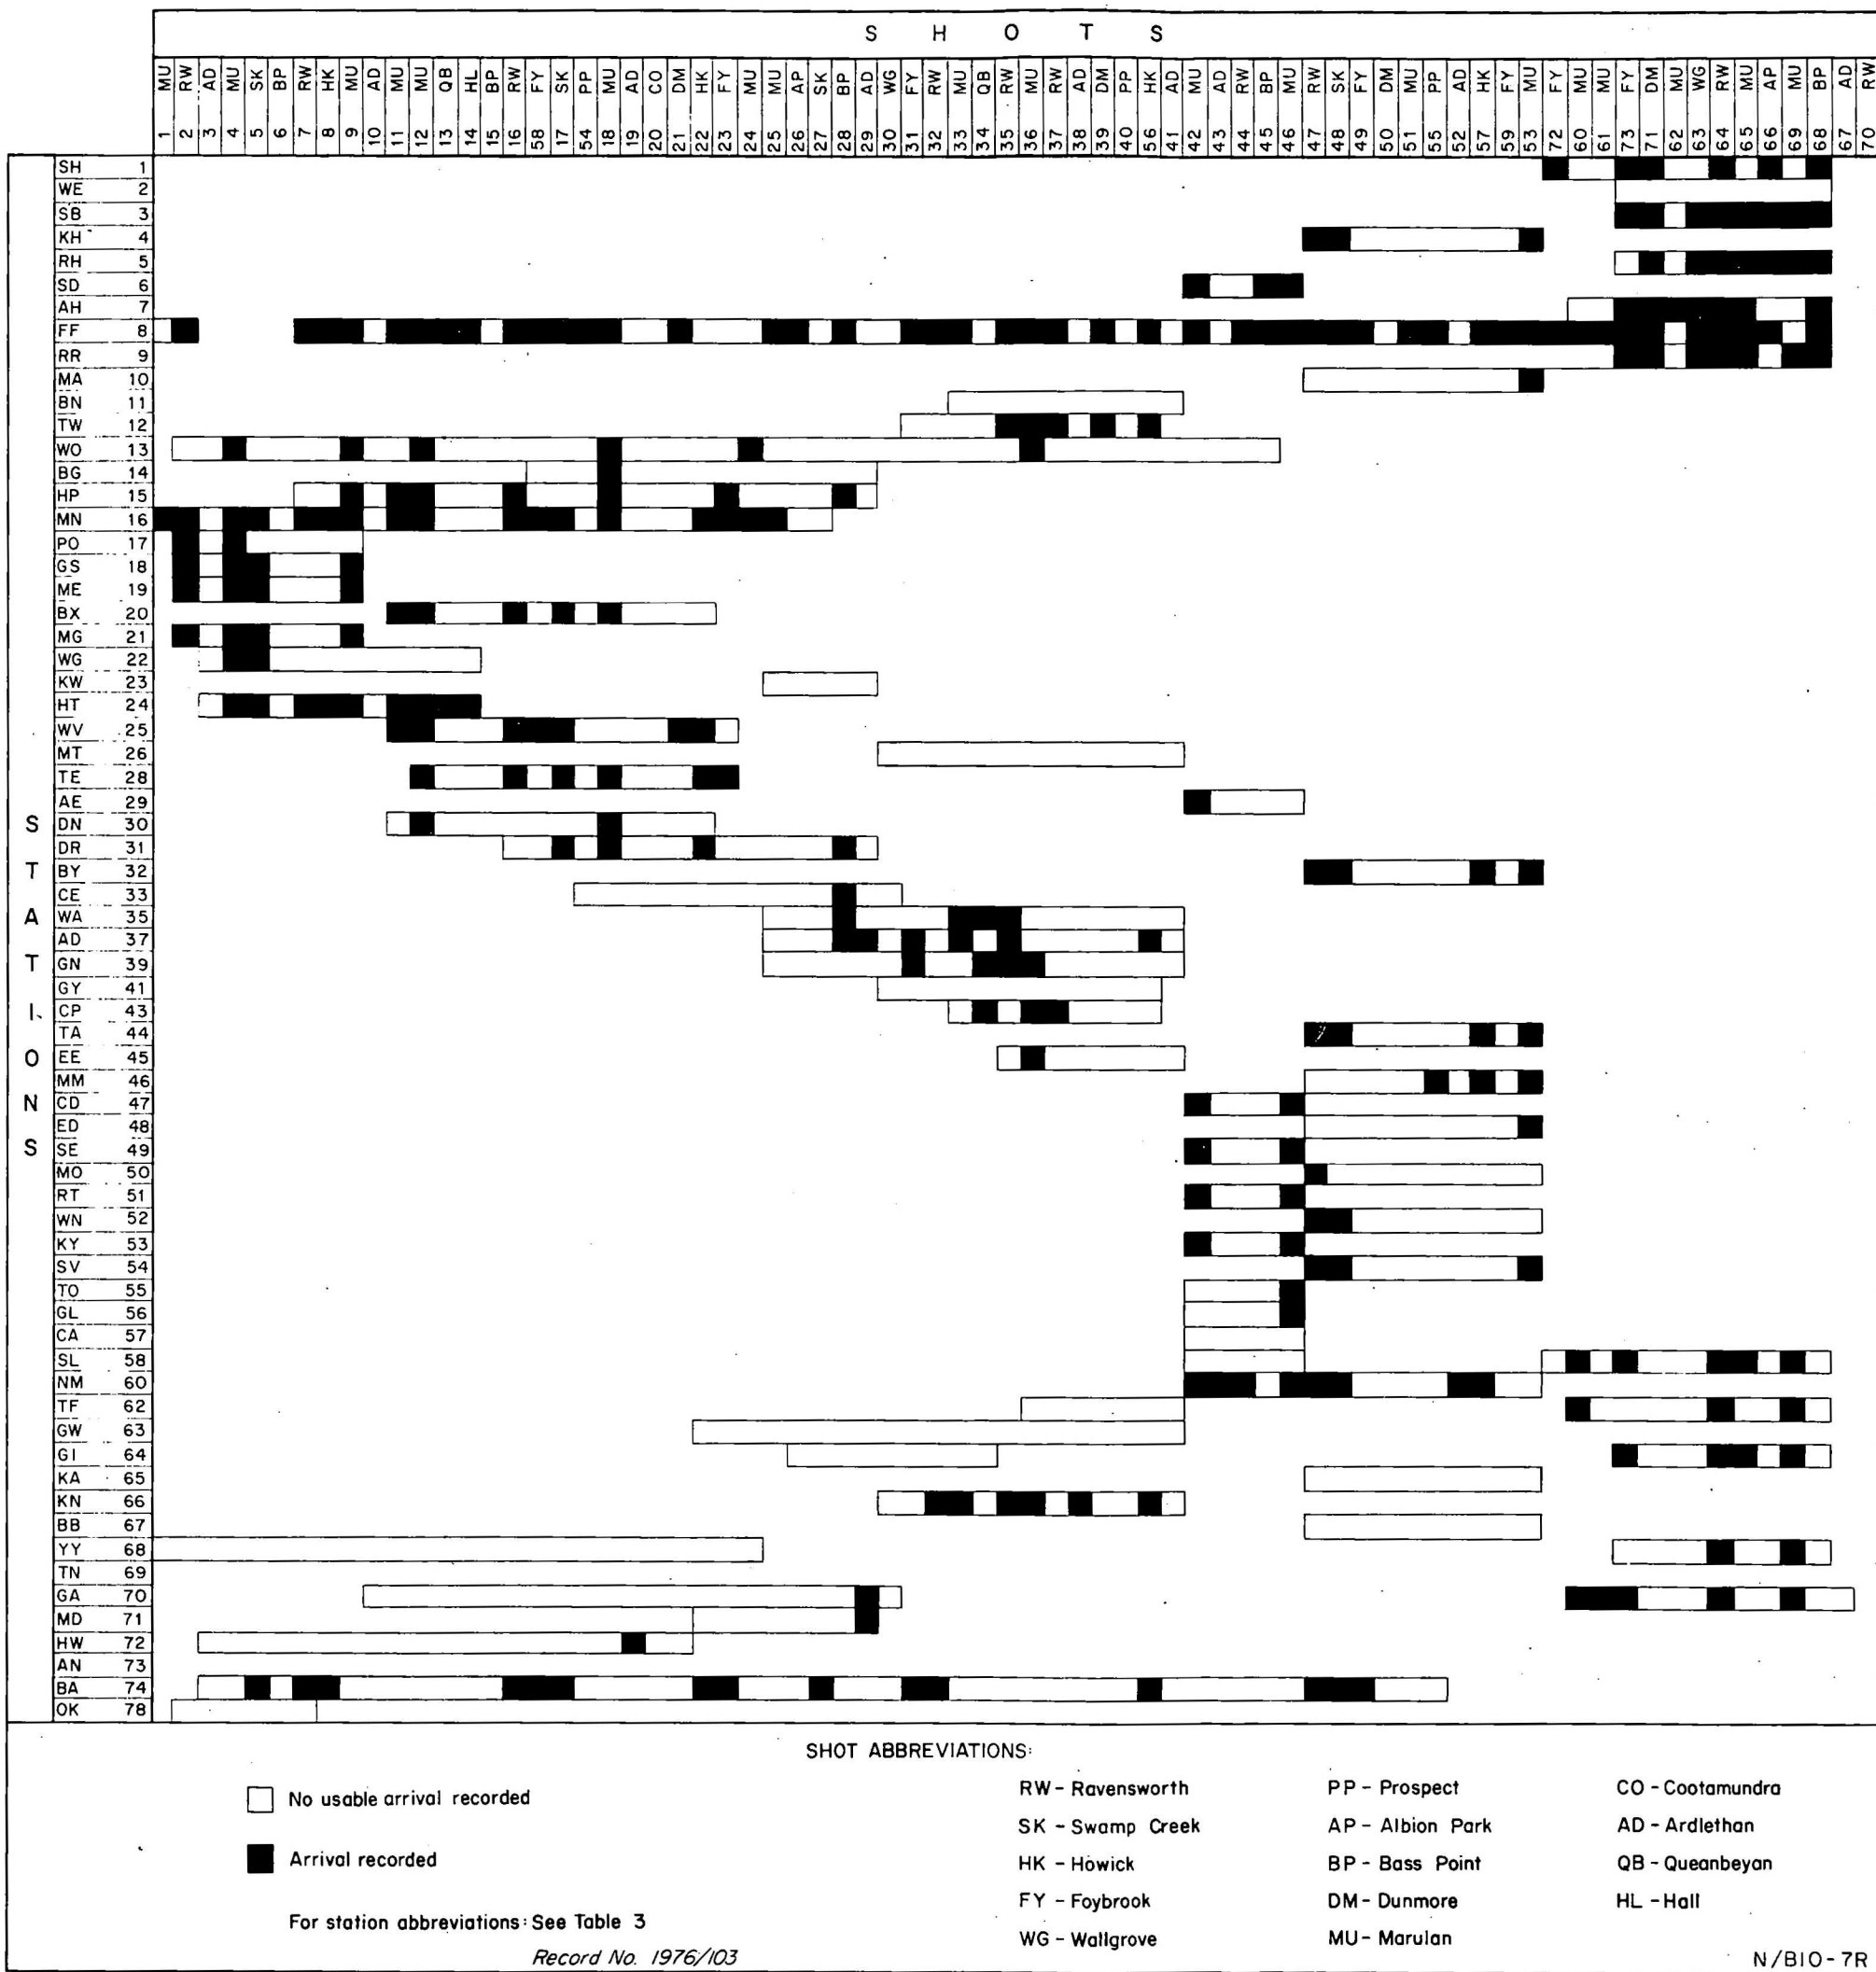 S H O T S
MU RW AD MU SK BP RW HK MU AD MU MU QB HL BP RW FY SK PP MU AD CO DM HK FY MU MU AP SK BP AD WG FY RW MU QB RW MU RW AD DM PP HK AD MU AD RW BP MU RW SK FY DM MU PP AD HK FY MU FY MU MU FY DM MU WG RW MU AP MU BP AD RW
1 2 3 4 5 6 7 8 9 10 11 12 13 14 15 16 58 17 54 18 19 20 21 22 23 24 25 26 27 28 29 30 31 32 33 34 35 36 37 38 39 40 56 41 42 43 44 45 46 47 48 49 50 51 55 52 57 59 53 72 60 61 73 71 62 63 64 65 66 69 68 67 70
STATIONS
SH 1
WE 2
SB 3
KH 4
RH 5
SD 6
AH 7
FF 8
RR 9
MA 10
BN 11
TW 12
WO 13
BG 14
HP 15
MN 16
PO 17
GS 18
ME 19
BX 20
MG 21
WG 22
KW 23
HT 24
WV 25
MT 26
TE 28
AE 29
DN 30
DR 31
BY 32
CE 33
WA 35
AD 37
GN 39
GY 41
CP 43
TA 44
EE 45
MM 46
CD 47
ED 48
SE 49
MO 50
RT 51
WN 52
KY 53
SV 54
TO 55
GL 56
CA 57
SL 58
NM 60
TF 62
GW 63
GI 64
KA 65
KN 66
BB 67
YY 68
TN 69
GA 70
MD 71
HW 72
AN 73
BA 74
OK 78
SHOT ABBREVIATIONS:
No usable arrival recorded
Arrival recorded
For station abbreviations: See Table 3
RW - Ravensworth
SK - Swamp Creek
HK - Howick
FY - Foybrook
WG - Wallgrove
PP - Prospect
AP - Albion Park
BP - Bass Point
DM - Dunmore
MU - Marulan
CO - Cootamundra
AD - Ardlethan
QB - Queanbeyan
HL - Hall
Record No. 1976/103
N/B10-7R